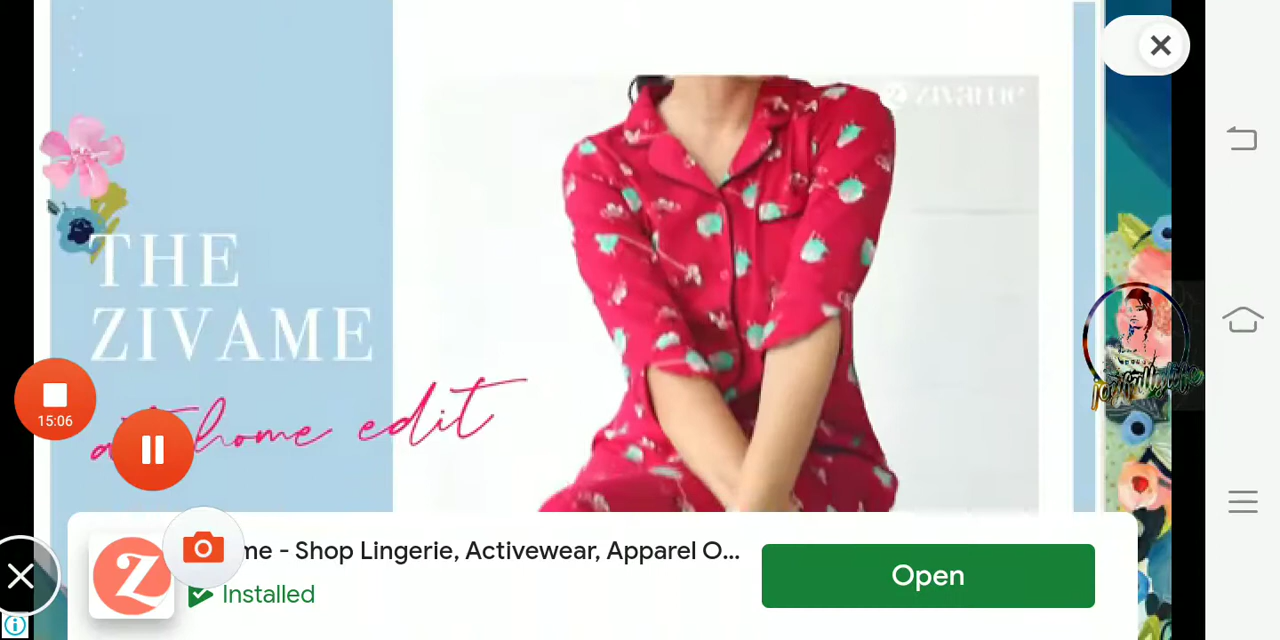 zivame
THE
ZIVAME
home edit
15:06
me - Shop Lingerie, Activewear, Apparel O...
Installed
Open